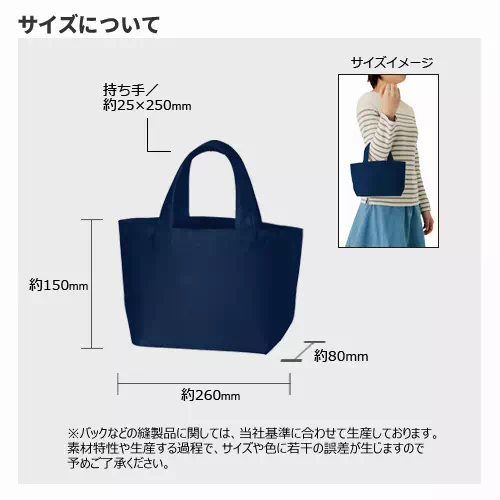 サイズについて
サイズイメージ
持ち手／
約25×250mm
約150mm
約80mm
約260mm
※バックなどの縫製品に関しては、当社基準に合わせて生産しております。
素材特性や生産する過程で、サイズや色に若干の誤差が生じますので
予めご了承ください。